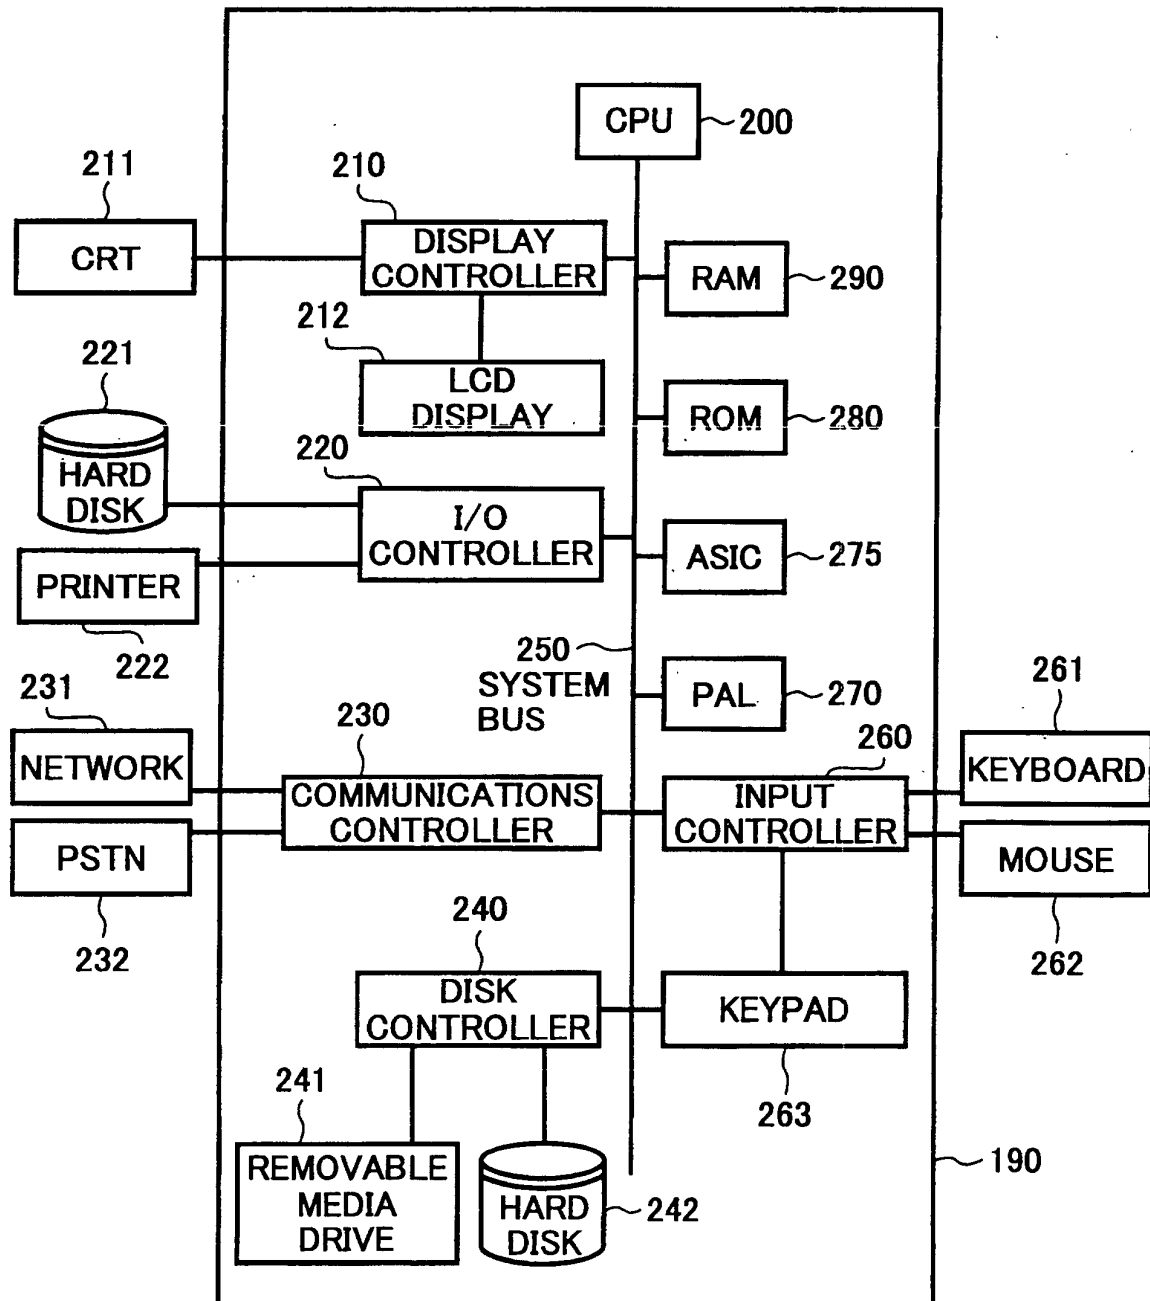 CPU
200
211
210
CRT
DISPLAY
CONTROLLER
RAM
290
212
221
LCD
DISPLAY
ROM
280
HARD
DISK
220
I/O
CONTROLLER
ASIC
275
PRINTER
222
250
SYSTEM
BUS
PAL
270
231
230
260
261
NETWORK
COMMUNICATIONS
CONTROLLER
INPUT
CONTROLLER
KEYBOARD
PSTN
MOUSE
232
262
240
DISK
CONTROLLER
KEYPAD
263
241
REMOVABLE
MEDIA
DRIVE
HARD
DISK
242
190